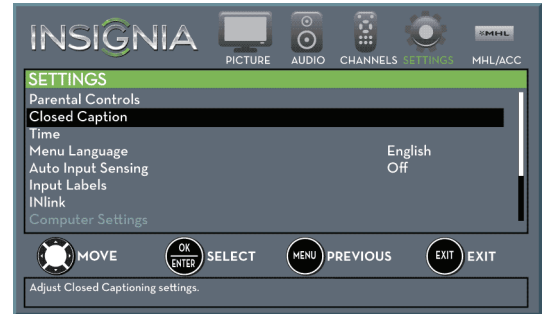 INSIGNIA
PICTURE AUDIO CHANNELS SETTINGS MHL/ACC
MHL
SETTINGS
Parental Controls
Closed Caption
Time
Menu Language English
Auto Input Sensing Off
Input Labels
INlink
Computer Settings
MOVE OK ENTER SELECT MENU PREVIOUS EXIT EXIT
Adjust Closed Captioning settings.